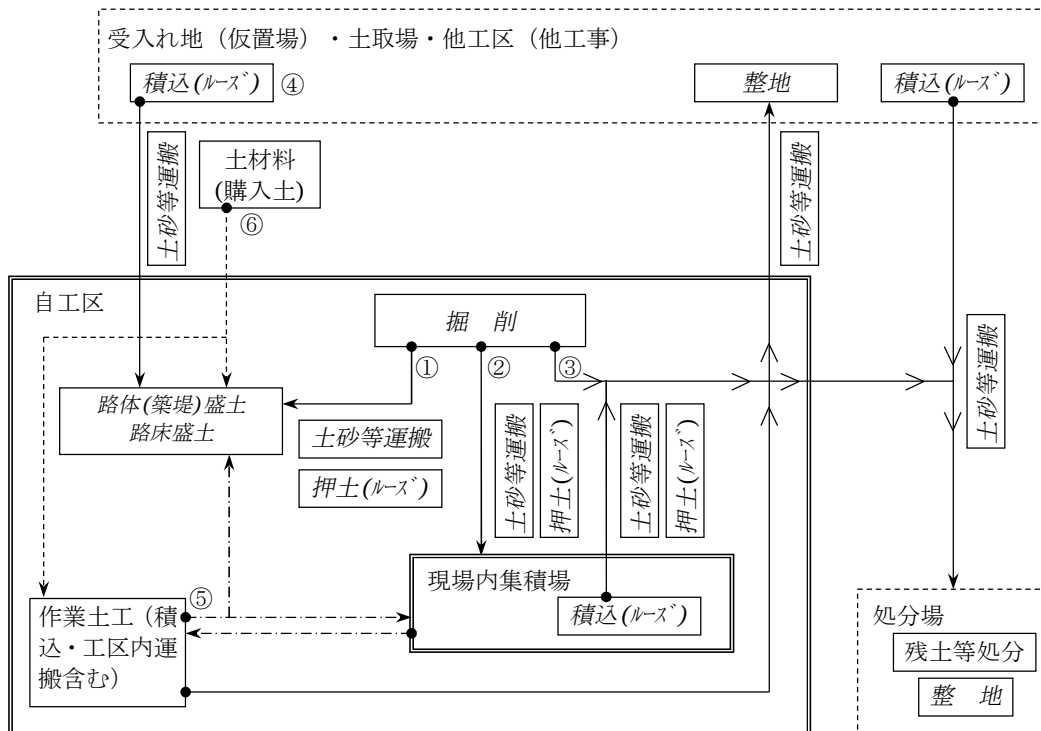 受入れ地（仮置場）・土取場・他工区（他工事）
積込(ﾙｰｽﾞ)
④
整地
積込(ﾙｰｽﾞ)
土砂等運搬
土材料
(購入土)
⑥
土砂等運搬
自工区
掘　削
①
②
③
土砂等運搬
路体(築堤)盛土
路床盛土
土砂等運搬
押土(ﾙｰｽﾞ)
土砂等運搬
押土(ﾙｰｽﾞ)
土砂等運搬
押土(ﾙｰｽﾞ)
現場内集積場
積込(ﾙｰｽﾞ)
⑤
作業土工（積
込・工区内運
搬含む）
処分場
残土等処分
整　地